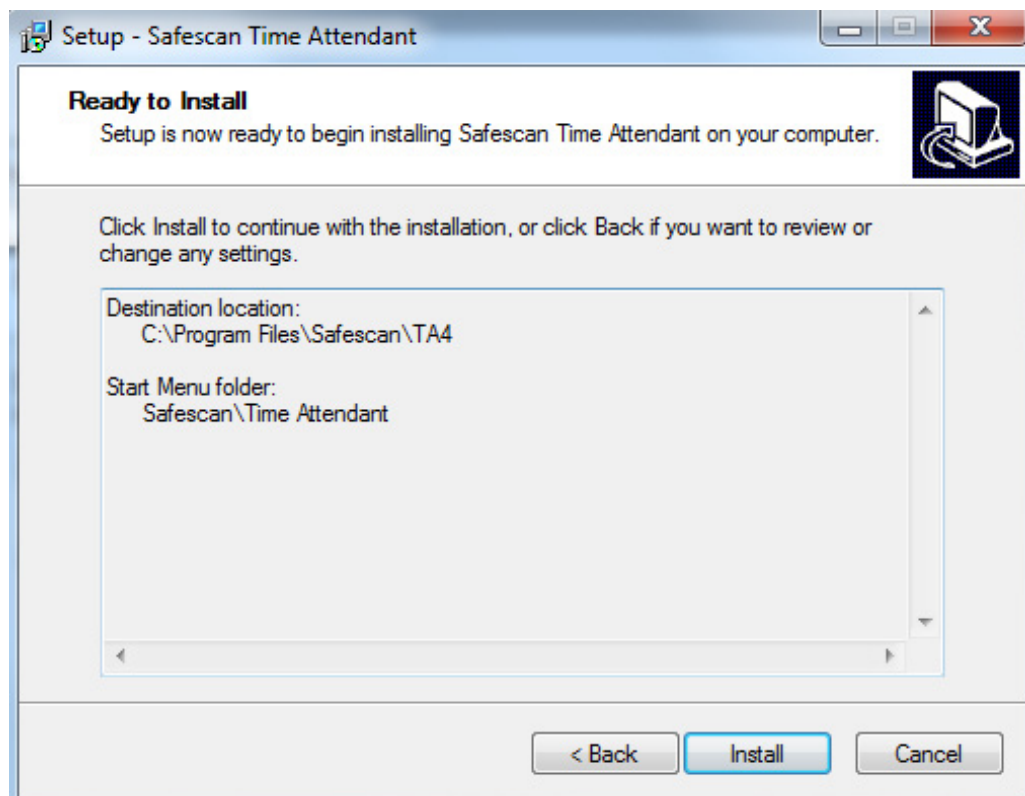 Setup - Safescan Time Attendant
Ready to Install
Setup is now ready to begin installing Safescan Time Attendant on your computer.
Click Install to continue with the installation, or click Back if you want to review or
change any settings.
Destination location:
C:\Program Files\Safescan\TA4
Start Menu folder:
Safescan\Time Attendant
< Back
Install
Cancel